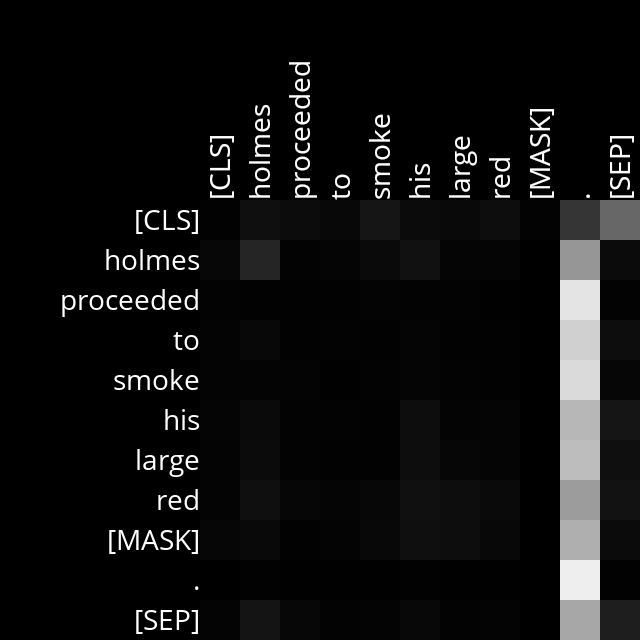 [CLS] holmes proceeded to smoke his large red [MASK] . [SEP]
[CLS]
holmes
proceeded
to
smoke
his
large
red
[MASK]
.
[SEP]